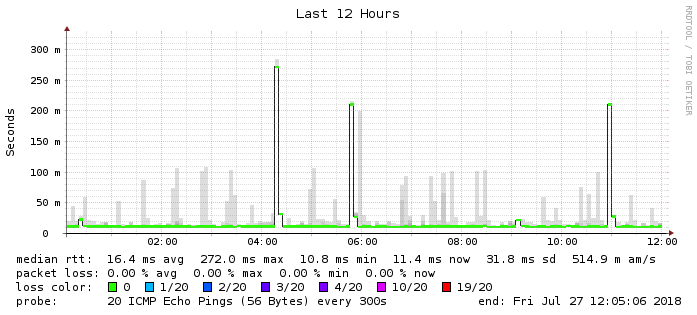 Last 12 Hours
RRDTOOL / TOBI OETIKER
Seconds
300 m
250 m
200 m
150 m
100 m
50 m
0
02:00 04:00 06:00 08:00 10:00 12:00
median rtt: 16.4 ms avg 272.0 ms max 10.8 ms min 11.4 ms now 31.8 ms sd 514.9 m am/s
packet loss: 0.00 % avg 0.00 % max 0.00 % min 0.00 % now
loss color: 0 1/20 2/20 3/20 4/20 10/20 19/20
probe: 20 ICMP Echo Pings (56 Bytes) every 300s end: Fri Jul 27 12:05:06 2018